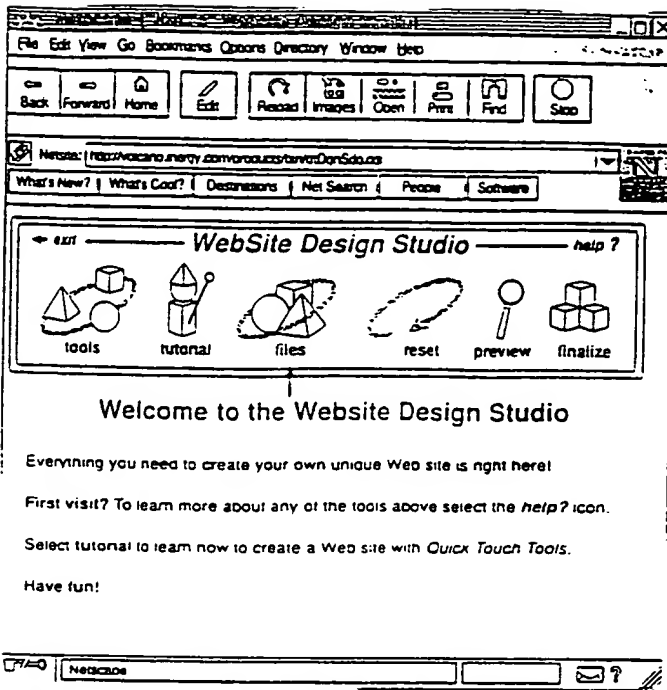 File Edit View Go Bookmarks Options Directory Window Help
Back Forward Home Edit Reload Images Open Print Find Stop
Netsite:
What's New? What's Cool? Destinations Net Search People Software
exit WebSite Design Studio help ?
tools tutorial files reset preview finalize
Welcome to the Website Design Studio
Everything you need to create your own unique Web site is right here!
First visit? To learn more about any of the tools above select the help? icon.
Select tutorial to learn how to create a Web site with Quick Touch Tools.
Have fun!
Netscape
?